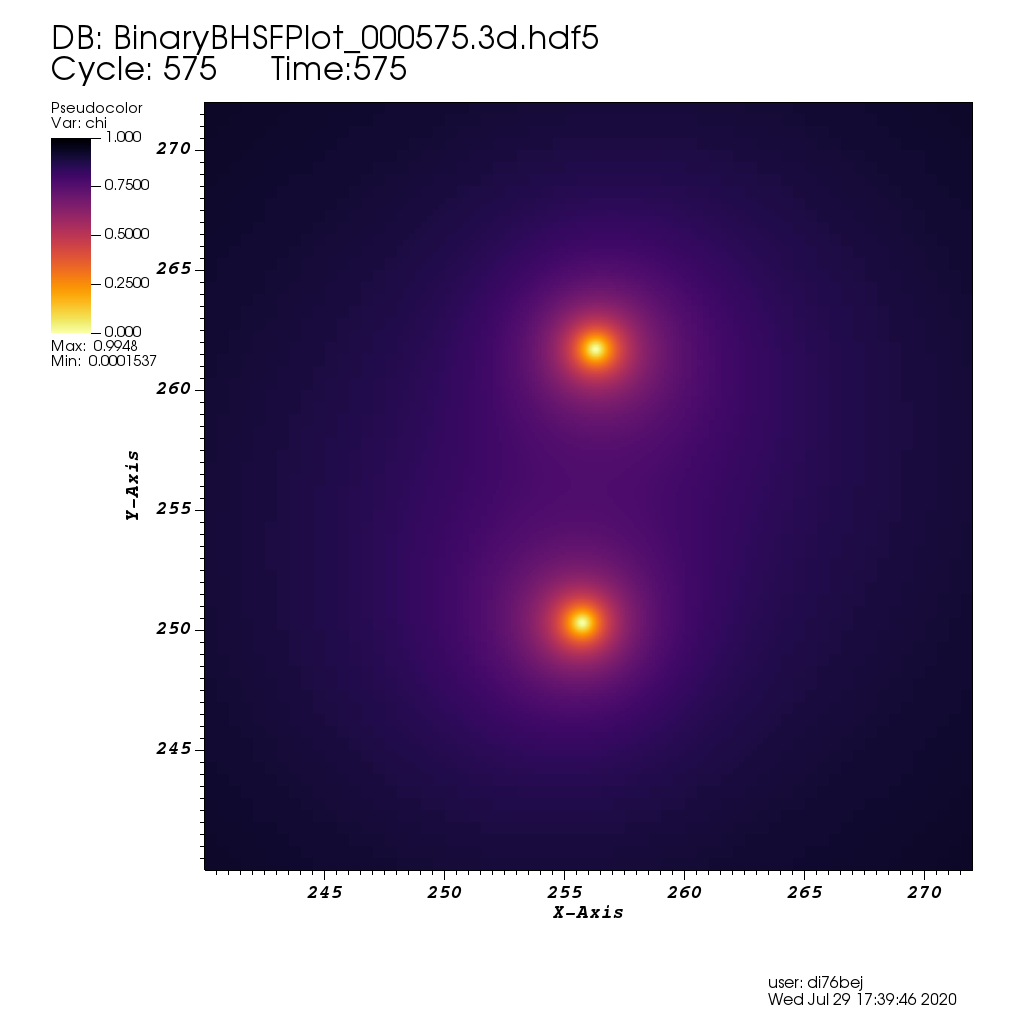 DB: BinaryBHSFPlot_000575.3d.hdf5
Cycle: 575 Time:575
Pseudocolor
Var: chi
1.000
0.7500
0.5000
0.2500
0.000
Max: 0.9948
Min: 0.0001537
270
265
260
255
250
245
Y-Axis
245 250 255 260 265 270
X-Axis
user: di76bej
Wed Jul 29 17:39:46 2020